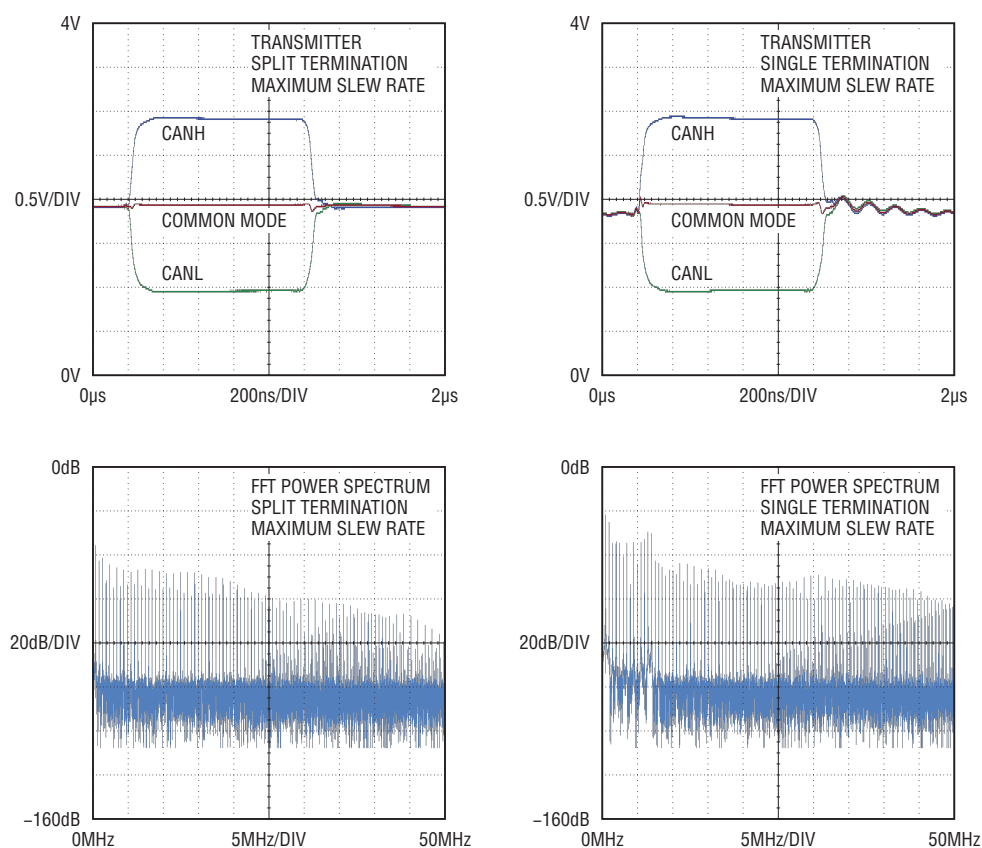 4V
TRANSMITTER
SPLIT TERMINATION
MAXIMUM SLEW RATE
CANH
0.5V/DIV
COMMON MODE
CANL
0V
0µs
200ns/DIV
2µs
4V
TRANSMITTER
SINGLE TERMINATION
MAXIMUM SLEW RATE
CANH
0.5V/DIV
COMMON MODE
CANL
0V
0µs
200ns/DIV
2µs
0dB
FFT POWER SPECTRUM
SPLIT TERMINATION
MAXIMUM SLEW RATE
20dB/DIV
–160dB
0MHz
5MHz/DIV
50MHz
0dB
FFT POWER SPECTRUM
SINGLE TERMINATION
MAXIMUM SLEW RATE
20dB/DIV
–160dB
0MHz
5MHz/DIV
50MHz